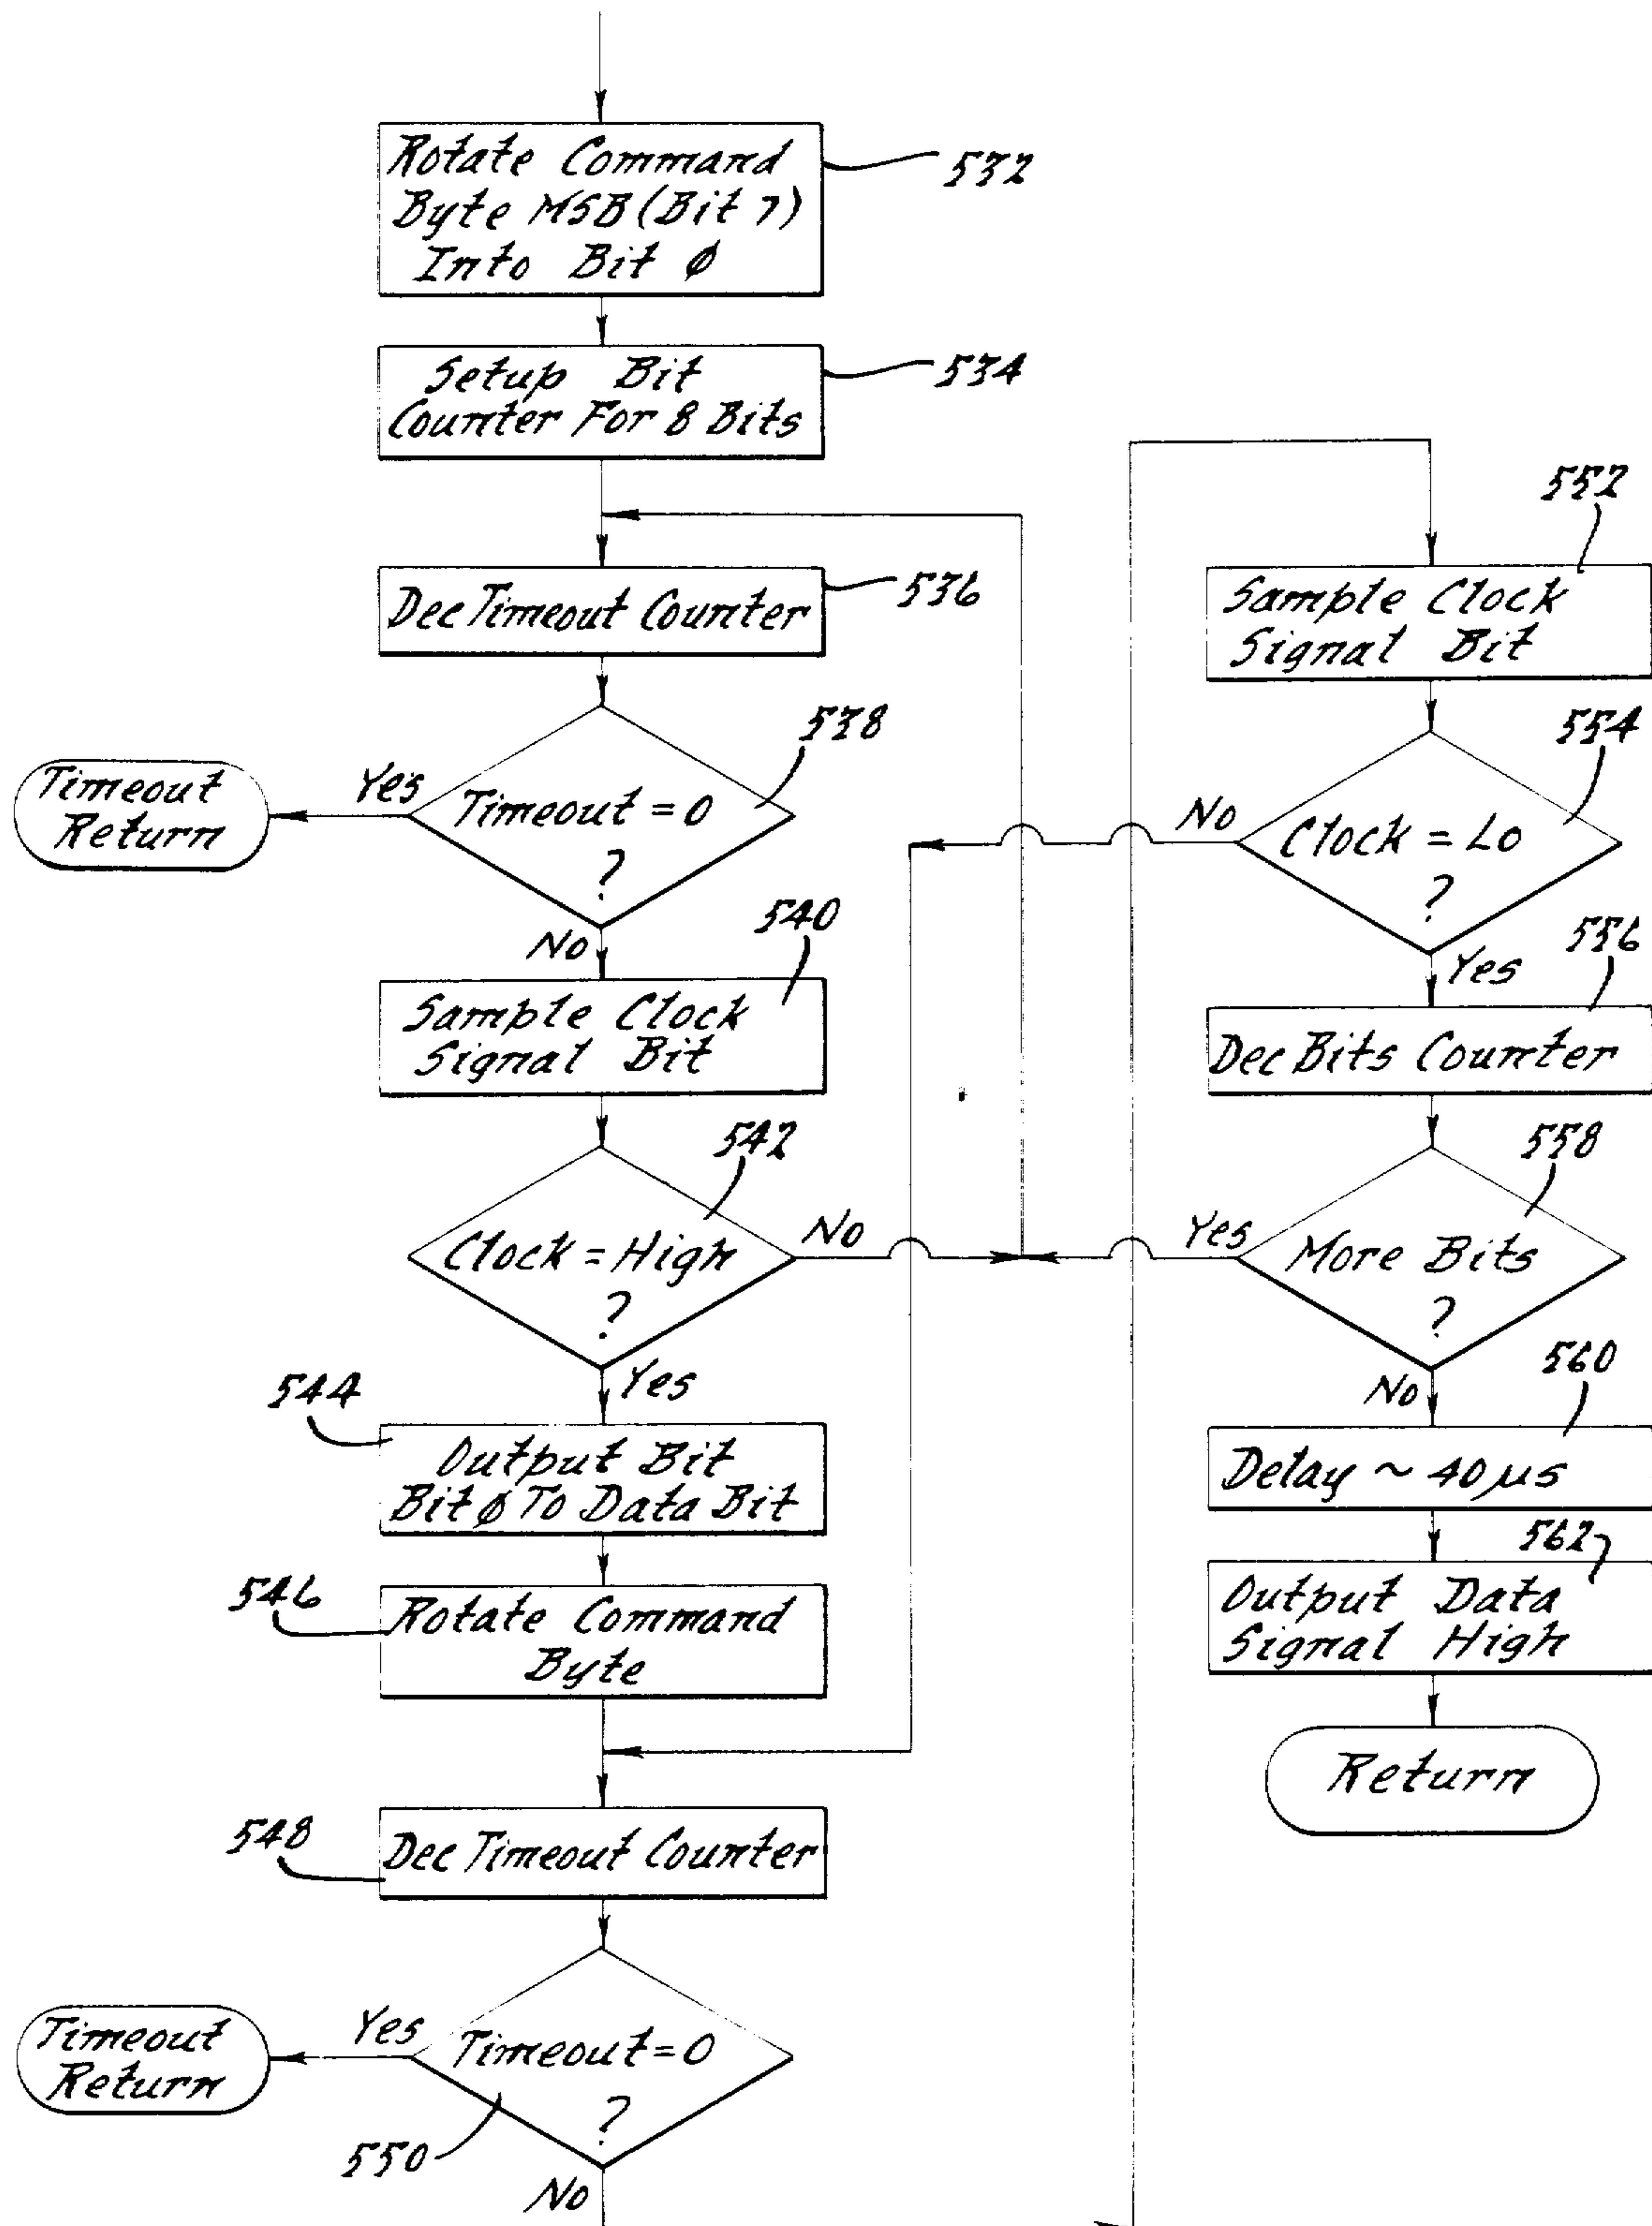 Rotate Command
Byte MSB (Bit 7)
Into Bit ø
532
Setup Bit
Counter For 8 Bits
534
Dec Timeout Counter
536
Timeout = 0
?
538
Yes
Timeout
Return
No
540
Sample Clock
Signal Bit
542
Clock = High
?
No
Yes
544
Output Bit
Bit ø To Data Bit
546
Rotate Command
Byte
548
Dec Timeout Counter
Timeout = 0
?
550
Yes
Timeout
Return
No
552
Sample Clock
Signal Bit
554
Clock = Lo
?
No
Yes
556
Dec Bits Counter
558
More Bits
?
Yes
No
560
Delay ~ 40 µs
562
Output Data
Signal High
Return